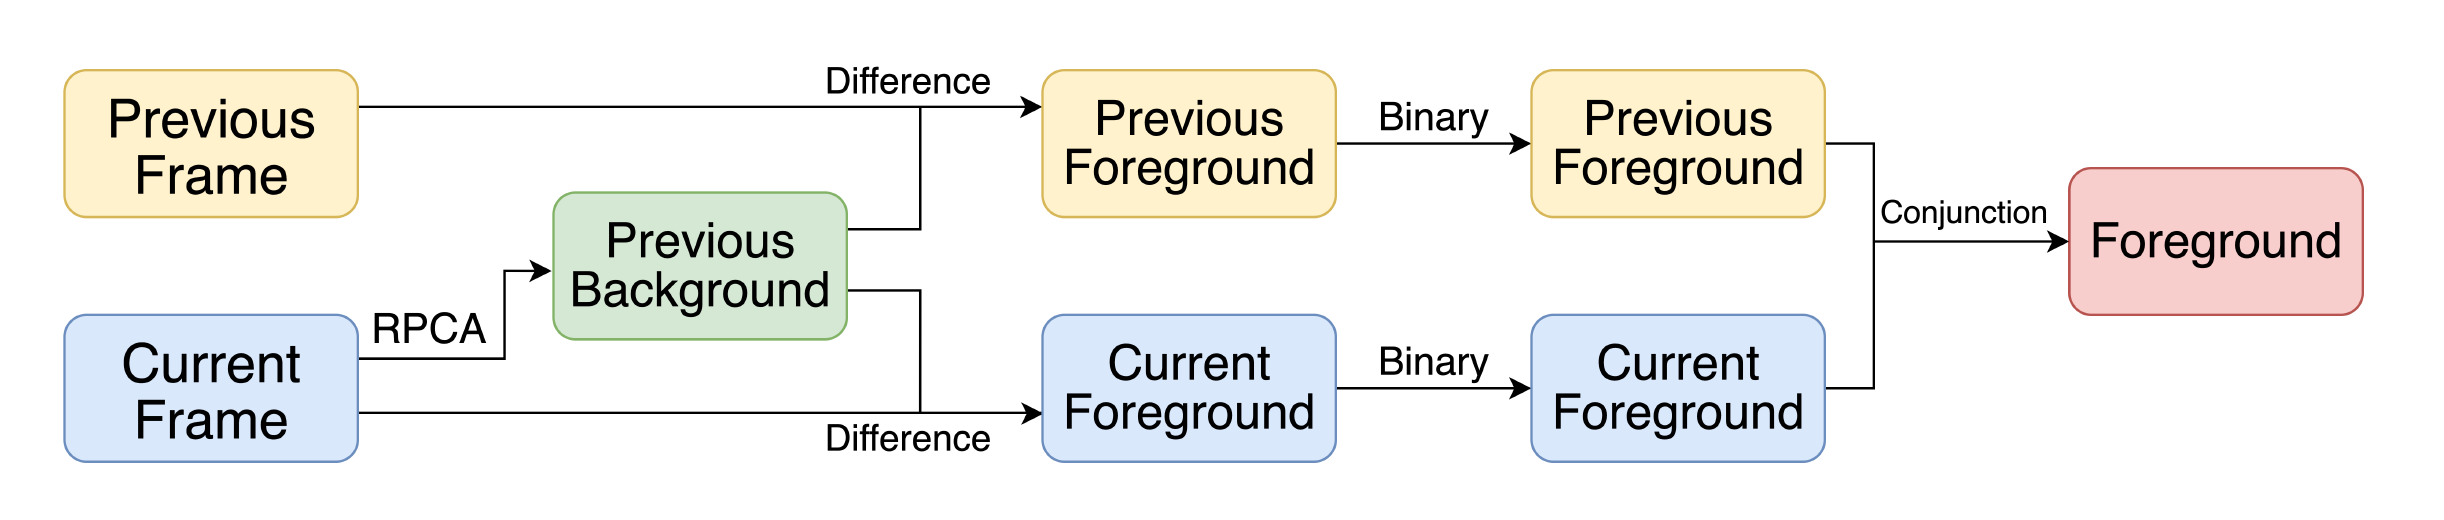 Previous
Frame
Current
Frame
RPCA
Previous
Background
Difference
Difference
Previous
Foreground
Current
Foreground
Binary
Binary
Previous
Foreground
Current
Foreground
Conjunction
Foreground